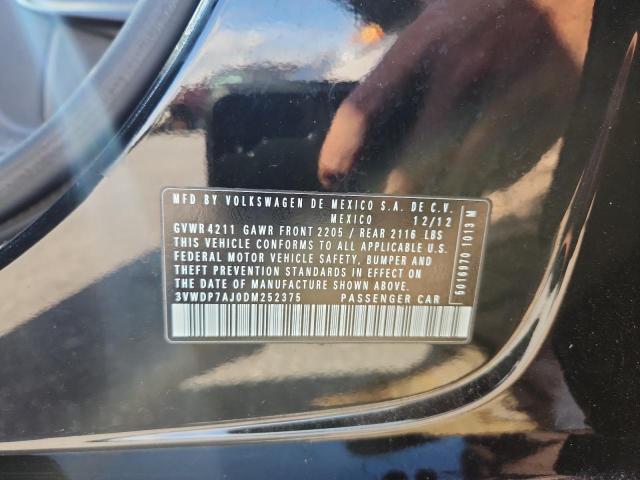 MFD BY VOLKSWAGEN DE MEXICO S.A. DE C.V.
MEXICO 12/12
GVWR 4211 GAWR FRONT 2205 / REAR 2116 LBS
THIS VEHICLE CONFORMS TO ALL APPLICABLE U.S.
FEDERAL MOTOR VEHICLE SAFETY, BUMPER AND
THEFT PREVENTION STANDARDS IN EFFECT ON
THE DATE OF MANUFACTURE SHOWN ABOVE.
3VWDP7AJ0DM252375 PASSENGER CAR
6016970 1013 M